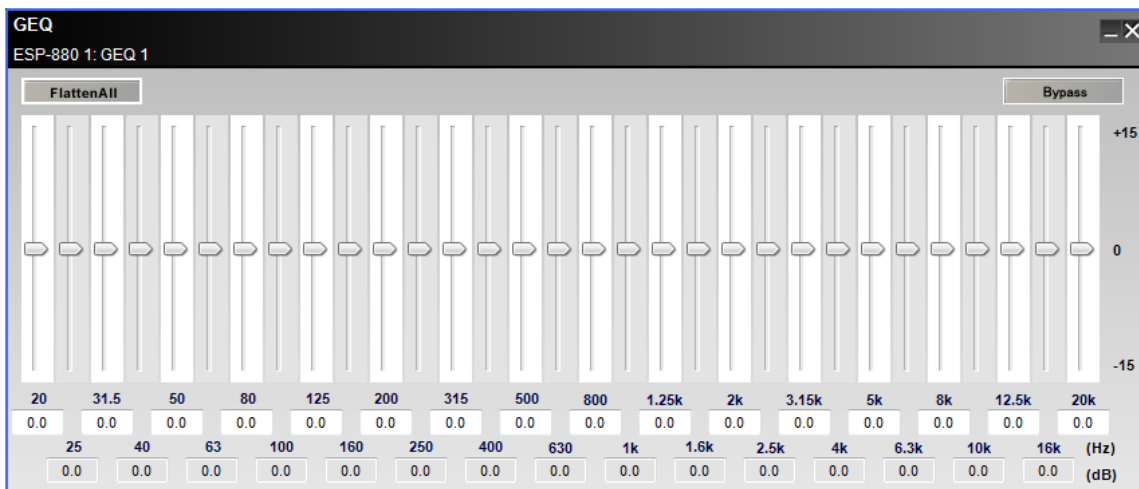 GEQ
ESP-880 1: GEQ 1
FlattenAll Bypass
+15
0
-15
20 31.5 50 80 125 200 315 500 800 1.25k 2k 3.15k 5k 8k 12.5k 20k
0.0 0.0 0.0 0.0 0.0 0.0 0.0 0.0 0.0 0.0 0.0 0.0 0.0 0.0 0.0 0.0
25 40 63 100 160 250 400 630 1k 1.6k 2.5k 4k 6.3k 10k 16k (Hz)
0.0 0.0 0.0 0.0 0.0 0.0 0.0 0.0 0.0 0.0 0.0 0.0 0.0 0.0 0.0 (dB)